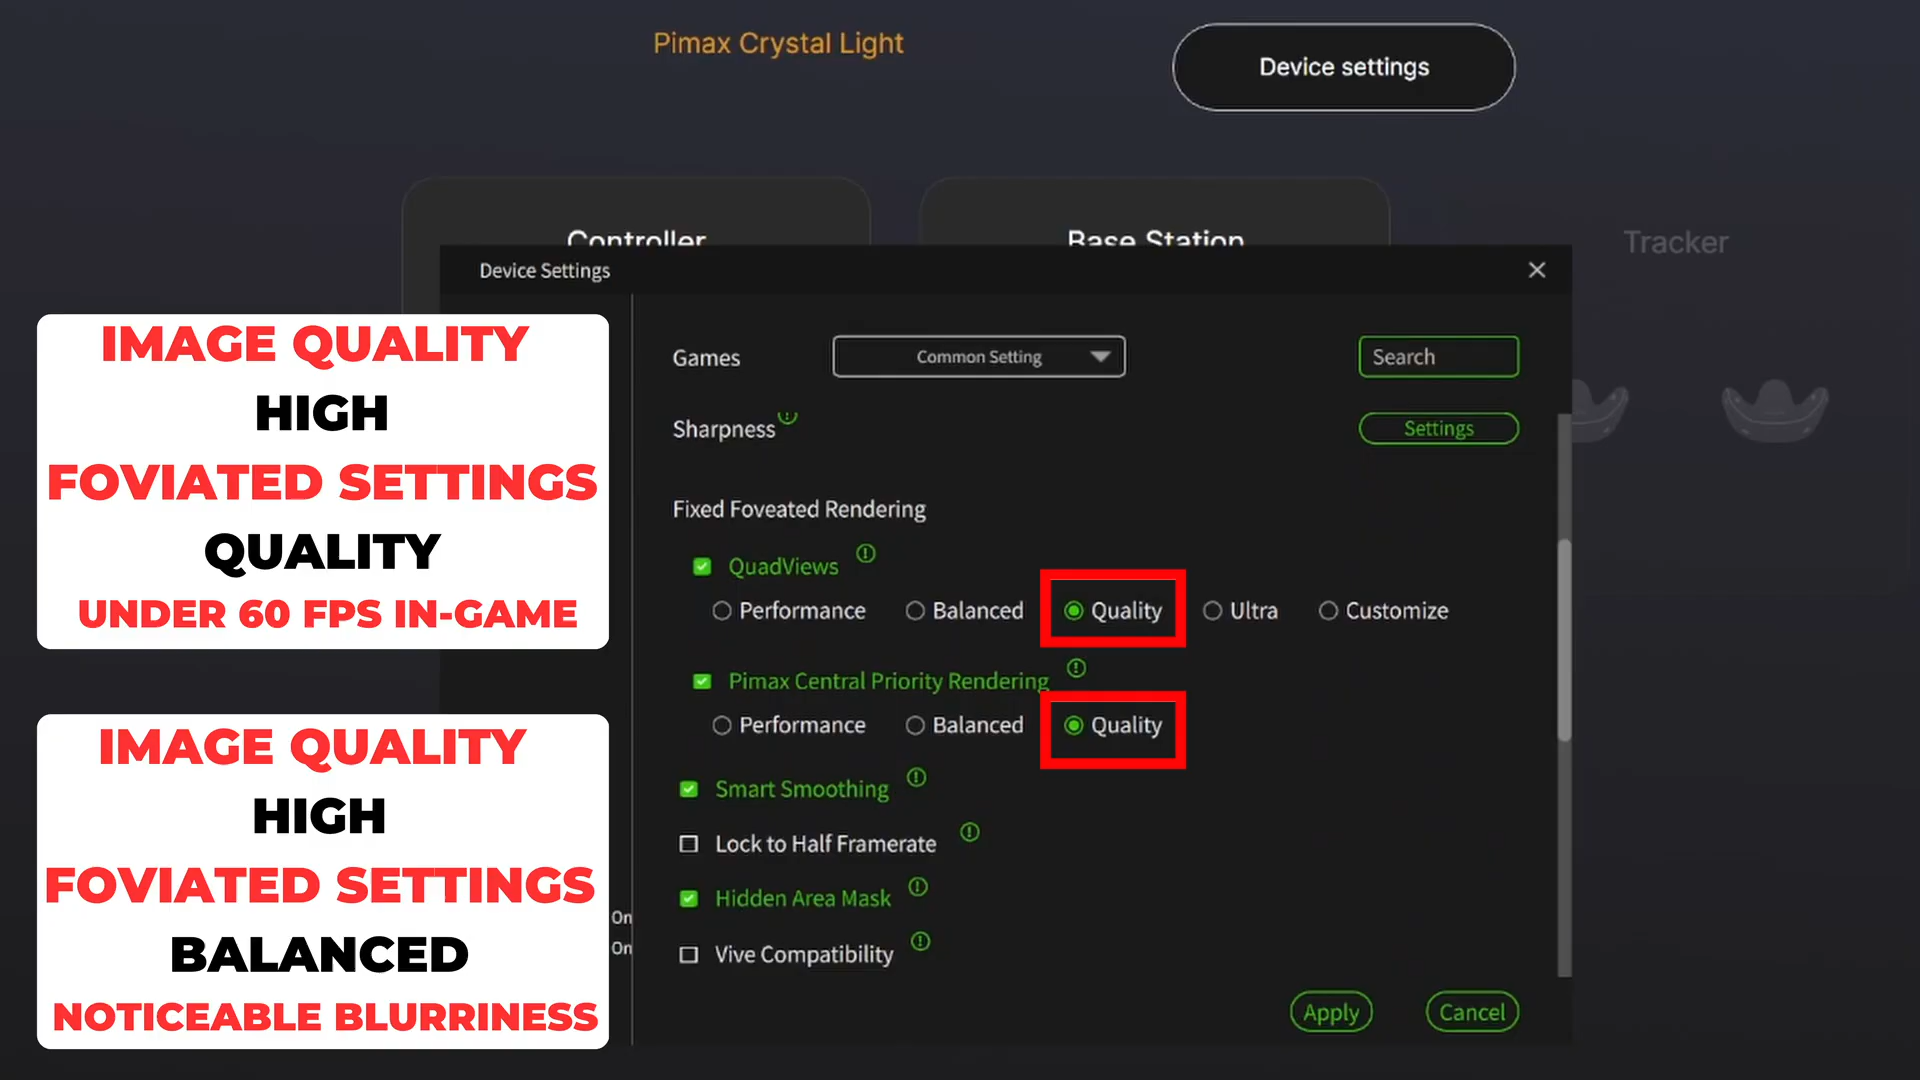 Pimax Crystal Light
Device settings
Controller
Base Station
Tracker
Device Settings
IMAGE QUALITY
HIGH
FOVIATED SETTINGS
QUALITY
UNDER 60 FPS IN-GAME
IMAGE QUALITY
HIGH
FOVIATED SETTINGS
BALANCED
NOTICEABLE BLURRINESS
On
On
Games
Common Setting
Search
Sharpness
Settings
Fixed Foveated Rendering
QuadViews
Performance Balanced Quality Ultra Customize
Pimax Central Priority Rendering
Performance Balanced Quality
Smart Smoothing
Lock to Half Framerate
Hidden Area Mask
Vive Compatibility
Apply Cancel